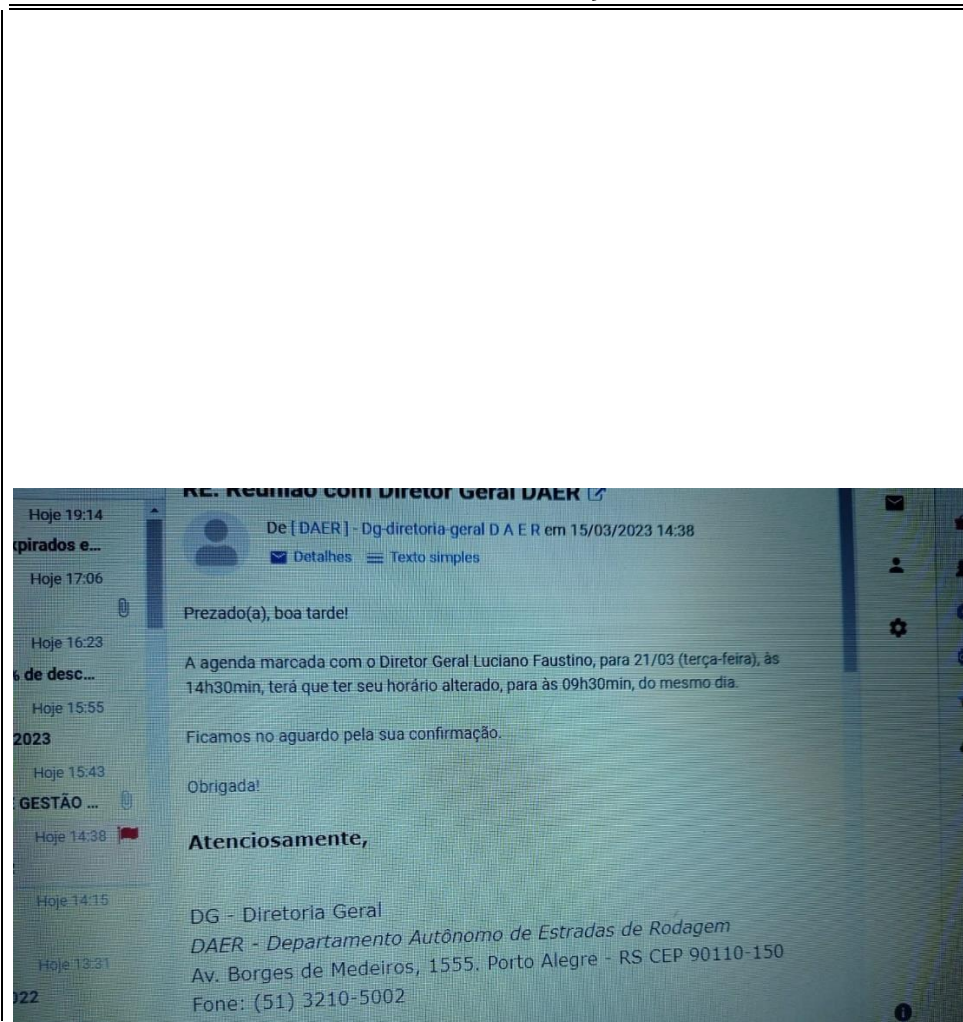 RE: Reunião com Diretor Geral DAER
De [ DAER ] - Dg-diretoria-geral D A E R em 15/03/2023 14:38
Detalhes Texto simples
Prezado(a), boa tarde!
A agenda marcada com o Diretor Geral Luciano Faustino, para 21/03 (terça-feira), às
14h30min, terá que ter seu horário alterado, para às 09h30min, do mesmo dia.
Ficamos no aguardo pela sua confirmação.
Obrigada!
Atenciosamente,
DG - Diretoria Geral
DAER - Departamento Autônomo de Estradas de Rodagem
Av. Borges de Medeiros, 1555. Porto Alegre - RS CEP 90110-150
Fone: (51) 3210-5002
Hoje 19:14
pirados e...
Hoje 17:06
Hoje 16:23
de desc...
Hoje 15:55
2023
Hoje 15:43
GESTÃO ...
Hoje 14:38
Hoje 14:15
Hoje 13:31
022